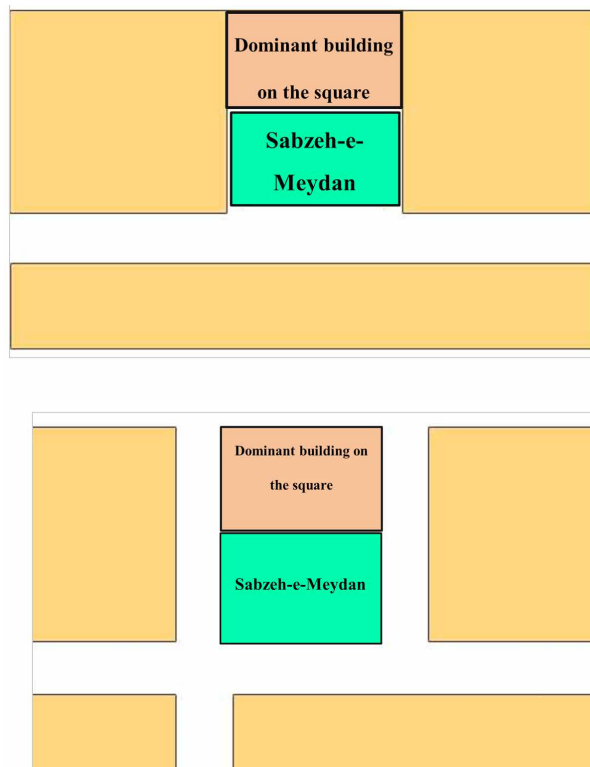 Dominant building
on the square
Sabzeh-e-
Meydan
Dominant building on
the square
Sabzeh-e-Meydan